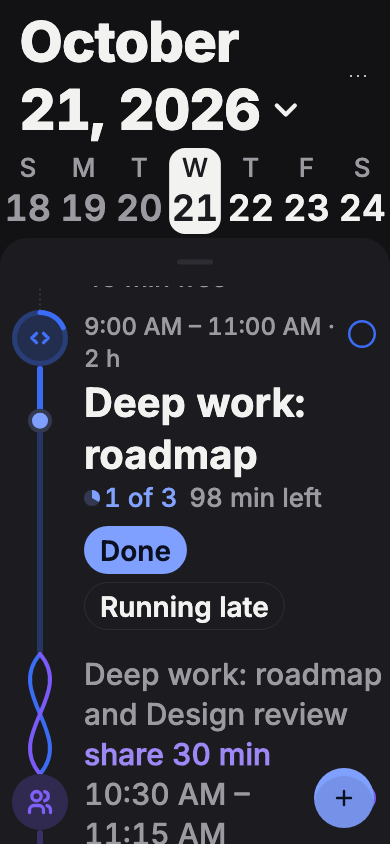 October
21, 2026
...
S M T W T F S
18 19 20 21 22 23 24
9:00 AM – 11:00 AM ·
2 h
Deep work:
roadmap
1 of 3 98 min left
Done
Running late
Deep work: roadmap
and Design review
share 30 min
10:30 AM –
11:15 AM